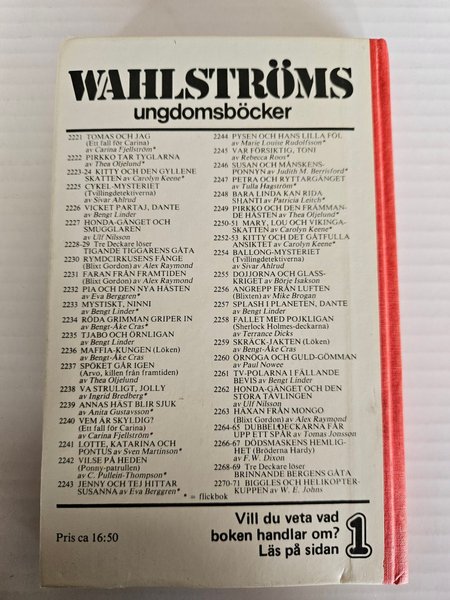 WAHLSTRÖMS
ungdomsböcker
2221 TOMAS OCH JAG
(Ett fall för Carina)
av Carina Fjellström*
2222 PIRKKO TAR TYGLARNA
av Thea Oljelund*
2223-24 KITTY OCH DEN GYLLENE
SKATTEN av Carolyn Keene*
2225 CYKEL-MYSTERIET
(Tvillingdetektiverna)
av Sivar Ahlrud
2226 VICKET PARTAJ, DANTE
av Bengt Linder
2227 HONDA-GÄNGET OCH
SMUGGLAREN
av Ulf Nilsson
2228-29 Tre Deckare löser
TIGANDE TIGGARENS GÅTA
2230 RYMDCIRKUSENS FÅNGE
(Blixt Gordon) av Alex Raymond
2231 FARAN FRÅN FRAMTIDEN
(Blixt Gordon) av Alex Raymond
2232 PIA OCH DEN NYA HÄSTEN
av Eva Berggren*
2233 MYSTISKT, NINNI
av Bengt Linder*
2234 RÖDA GRIMMAN GRIPER IN
av Bengt-Åke Cras*
2235 TJABO OCH ÖRNLIGAN
av Bengt Linder
2236 MAFFIA-KUNGEN (Löken)
av Bengt-Åke Cras
2237 SPÖKET GÅR IGEN
(Arvo, killen från framtiden)
av Thea Oljelund
2238 VA STRULIGT, JOLLY
av Ingrid Bredberg*
2239 ANNAS HÄST BLIR SJUK
av Anita Gustavsson*
2240 VEM ÄR SKYLDIG?
(Ett fall för Carina)
av Carina Fjellström*
2241 LOTTE, KATARINA OCH
PONTUS av Sven Martinson*
2242 VILSE PÅ HEDEN
(Ponny-patrullen)
av C. Pullein-Thompson*
2243 JENNY OCH TEJ HITTAR
SUSANNA av Eva Berggren*
2244 PYSEN OCH HANS LILLA FÖL
av Marie Louise Rudolfsson*
2245 VAR FÖRSIKTIG, TONI
av Rebecca Roos*
2246 SUSAN OCH MÅNSKENS-
PONNYN av Judith M. Berrisford*
2247 PETRA OCH RYTTARGÄNGET
av Tulla Hagström*
2248 BARA LINDA KAN RIDA
SHANTI av Patricia Leitch*
2249 PIRKKO OCH DEN FRÄMMAN-
DE HÄSTEN av Thea Oljelund*
2250-51 MARY, LOU OCH VIKINGA-
SKATTEN av Carolyn Keene*
2252-53 KITTY OCH DET GÅTFULLA
ANSIKTET av Carolyn Keene*
2254 BALLONG-MYSTERIET
(Tvillingdetektiverna)
av Sivar Ahlrud
2255 DOJJORNA OCH GLASS-
KRIGET av Börje Isakson
2256 ANGREPP FRÅN LUFTEN
(Blixten) av Mike Brogan
2257 SPLASH I PLANETEN, DANTE
av Bengt Linder
2258 FALLET MED POJKLIGAN
(Sherlock Holmes-deckarna)
av Terrance Dicks
2259 SKRÄCK-JAKTEN (Löken)
av Bengt-Åke Cras
2260 ÖRNÖGA OCH GULD-GÖMMAN
av Paul Nowee
2261 TV-POLARNA I FÄLLANDE
BEVIS av Bengt Linder
2262 HONDA-GÄNGET OCH DEN
STORA TÄVLINGEN
av Ulf Nilsson
2263 HÄXAN FRÅN MONGO
(Blixt Gordon) av Alex Raymond
2264-65 DUBBELDECKARNA FÅR
UPP ETT SPÅR av Tomas Jonsson
2266-67 DÖDSMASKENS HEMLIG-
HET (Bröderna Hardy)
av F.W. Dixon
2268-69 Tre Deckare löser
BRINNANDE BERGENS GÅTA
2270-71 BIGGLES OCH HELIKOPTER-
KUPPEN av W. E. Johns
* = flickbok
Vill du veta vad
boken handlar om?
Läs på sidan 1
Pris ca 16:50